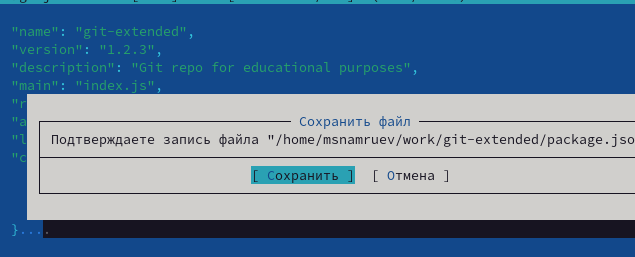 "name": "git-extended",
"version": "1.2.3",
"description": "Git repo for educational purposes",
"main": "index.js",
"r
"a
"l
"c
Сохранить файл
Подтверждаете запись файла "/home/msnamruev/work/git-extended/package.jso
[ Сохранить ] [ Отмена ]
}....